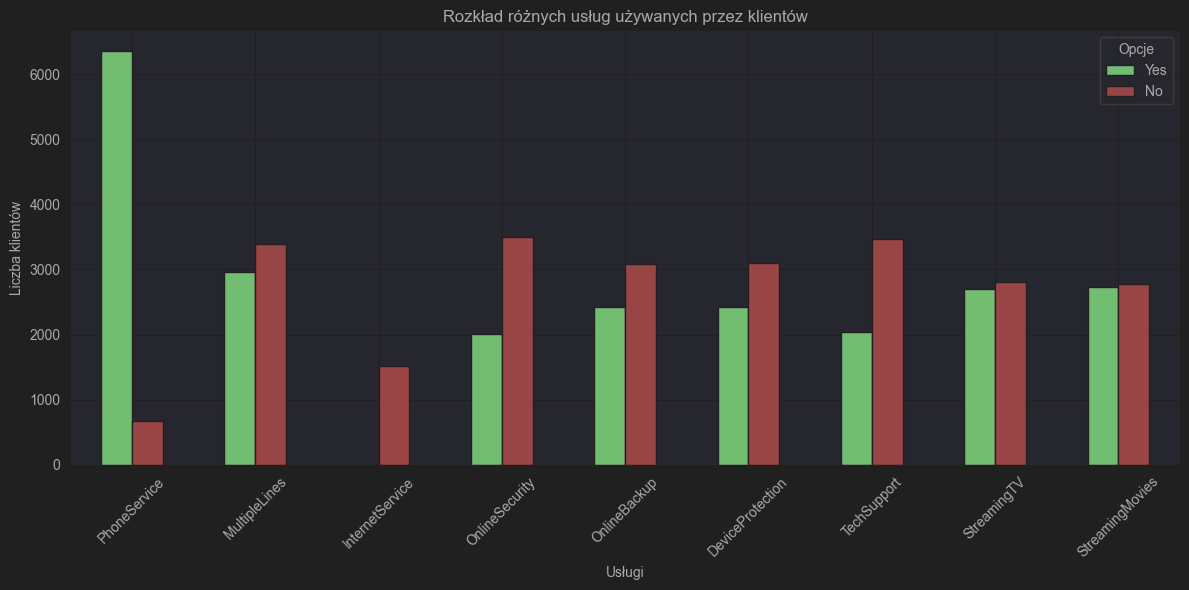 Rozkład różnych usług używanych przez klientów
Opcje
Yes
No
Liczba klientów
6000
5000
4000
3000
2000
1000
0
PhoneService
MultipleLines
InternetService
OnlineSecurity
OnlineBackup
DeviceProtection
TechSupport
StreamingTV
StreamingMovies
Usługi